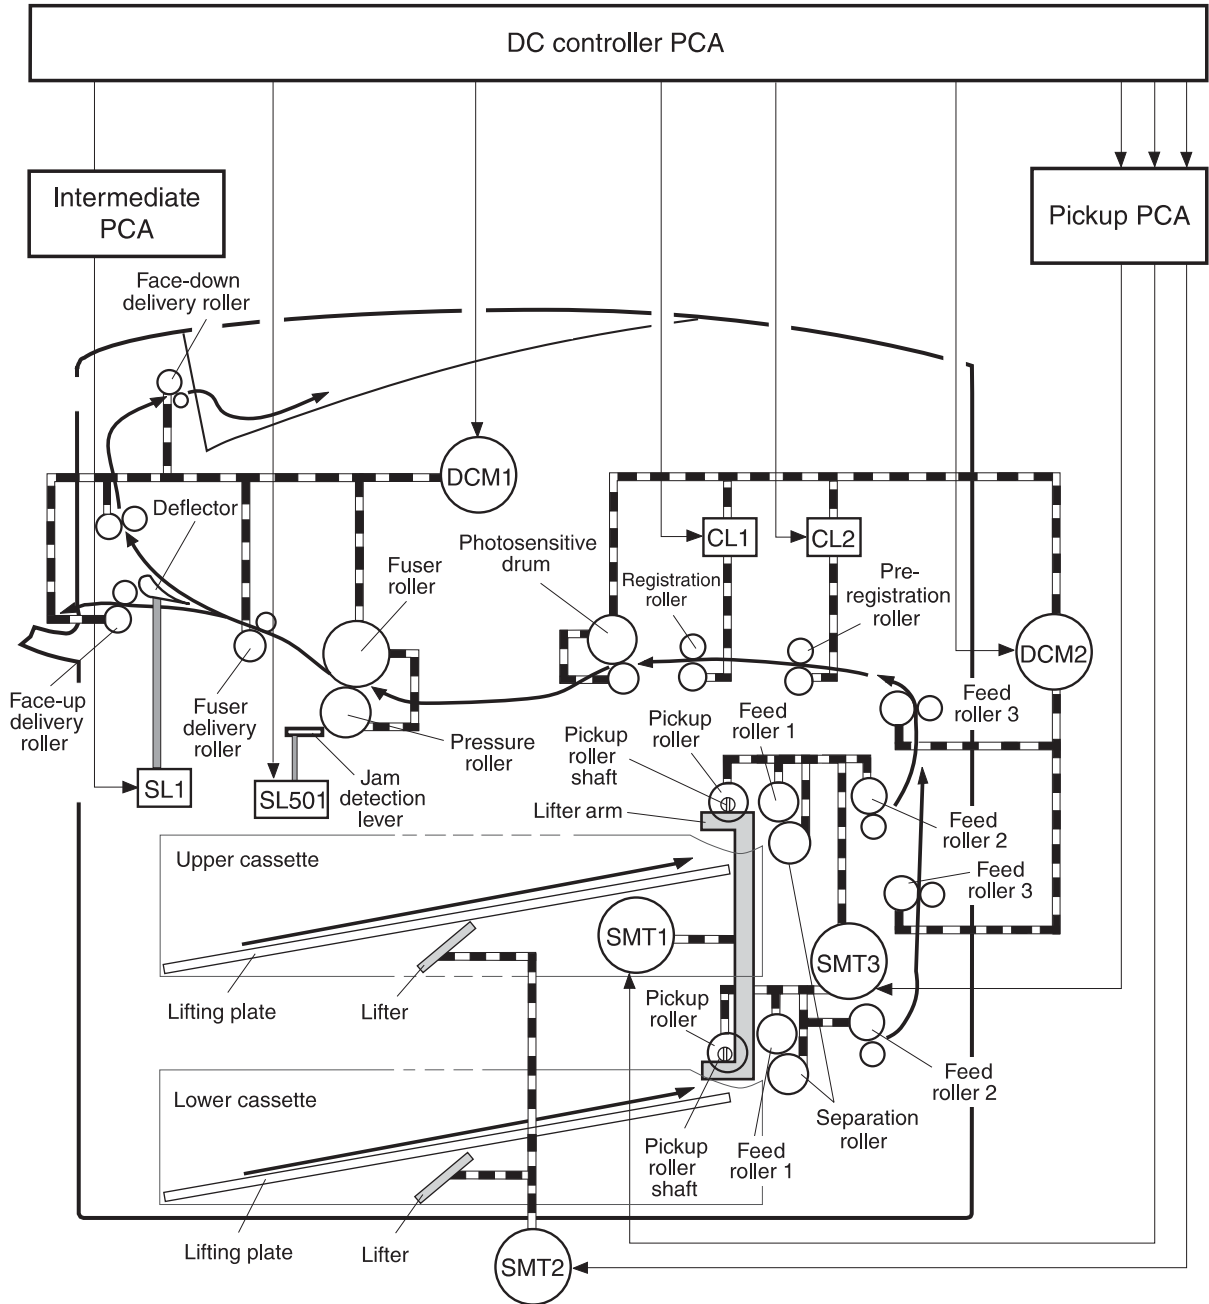 DC controller PCA
Intermediate
PCA
Pickup PCA
Face-down
delivery roller
DCM1
Deflector
CL1
CL2
Photosensitive
drum
Fuser
roller
Registration
roller
Pre-
registration
roller
DCM2
Face-up
delivery
roller
Fuser
delivery
roller
Pressure
roller
Pickup
roller
shaft
Pickup
roller
Feed
roller 1
Feed
roller 3
SL1
SL501
Jam
detection
lever
Lifter arm
Feed
roller 2
Upper cassette
Feed
roller 3
SMT1
SMT3
Lifting plate
Lifter
Pickup
roller
Feed
roller 2
Lower cassette
Separation
roller
Pickup
roller
shaft
Feed
roller 1
Lifting plate
Lifter
SMT2